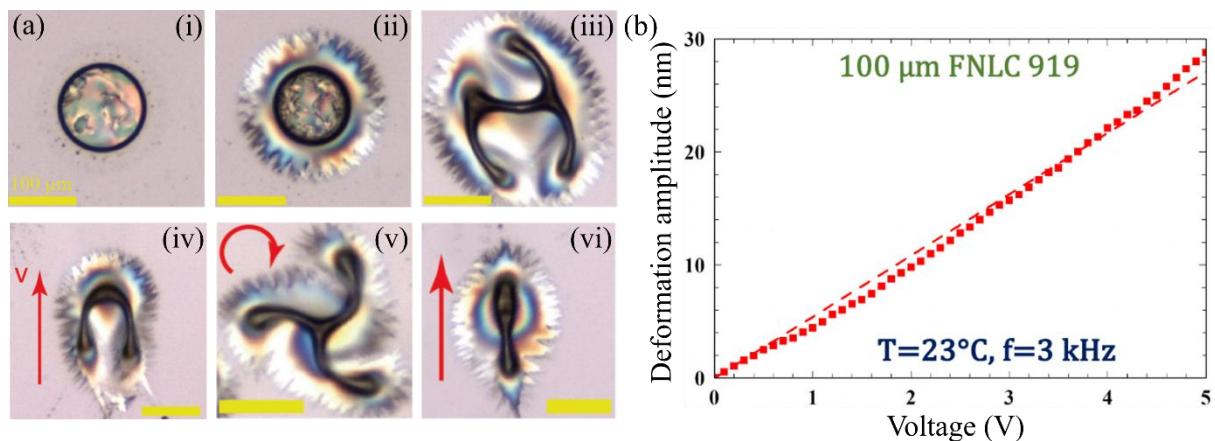 (a)
(i)
(ii)
(iii)
100 µm
(iv)
(v)
(vi)
v
(b)
Deformation amplitude (nm)
30
20
10
0
100 µm FNLC 919
T=23°C, f=3 kHz
0 1 2 3 4 5
Voltage (V)